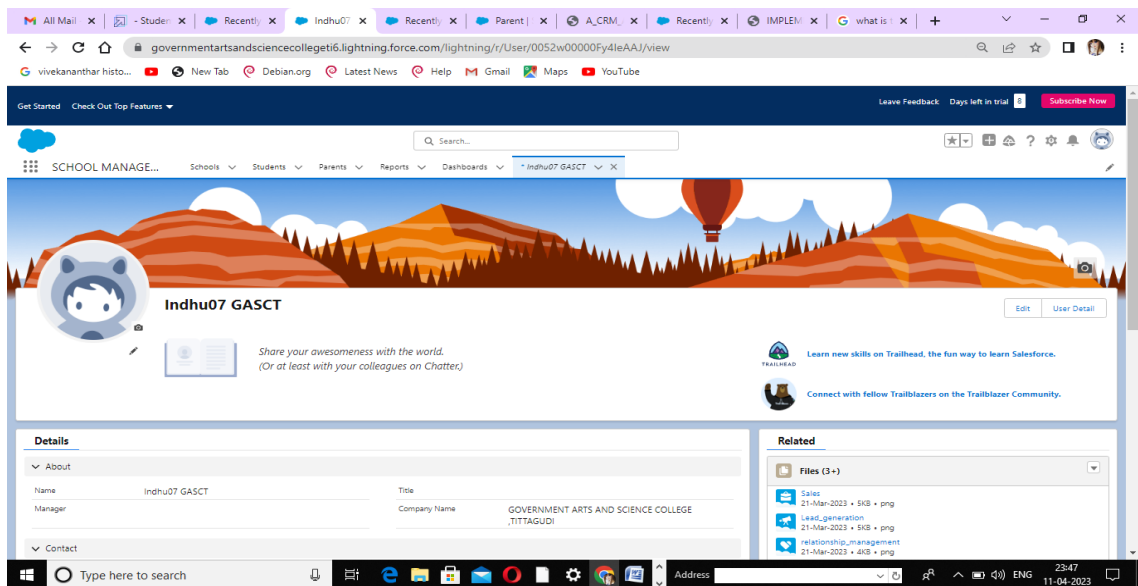 All Mail
- Studen
Recently
Indhu07
Recently
Parent |
A_CRM_
Recently
IMPLEM
what is t
governmentartsandsciencecollegeti6.lightning.force.com/lightning/r/User/0052w00000Fy4leAAJ/view
vivekananthar histo...
New Tab
Debian.org
Latest News
Help
Gmail
Maps
YouTube
Get Started
Check Out Top Features
Leave Feedback
Days left in trial 8
Subscribe Now
Search...
SCHOOL MANAGE...
Schools
Students
Parents
Reports
Dashboards
* Indhu07 GASCT
Indhu07 GASCT
Edit
User Detail
Share your awesomeness with the world.
(Or at least with your colleagues on Chatter.)
TRAILHEAD
Learn new skills on Trailhead, the fun way to learn Salesforce.
Connect with fellow Trailblazers on the Trailblazer Community.
Details
About
Name
Indhu07 GASCT
Title
Manager
Company Name
GOVERNMENT ARTS AND SCIENCE COLLEGE
,TITTAGUDI
Contact
Related
Files (3+)
Sales
21-Mar-2023 • 5KB • png
Lead_generation
21-Mar-2023 • 5KB • png
relationship_management
21-Mar-2023 • 4KB • png
Type here to search
Address
ENG
23:47
11-04-2023